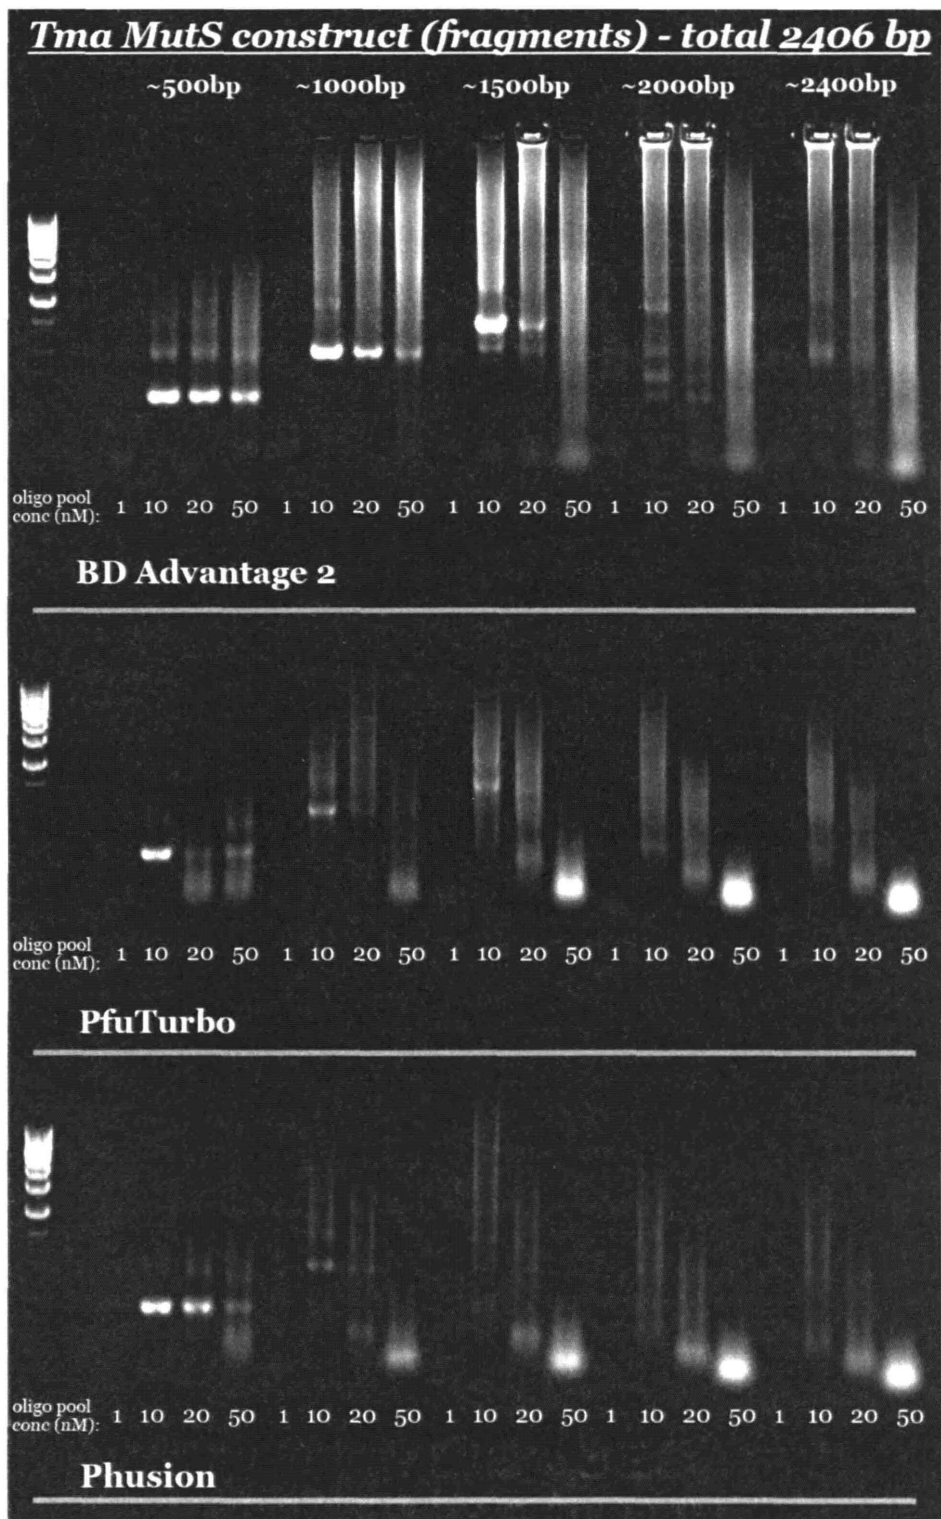 Tma MutS construct (fragments) - total 2406 bp
~500bp ~1000bp ~1500bp ~2000bp ~2400bp
oligo pool
conc (nM): 1 10 20 50 1 10 20 50 1 10 20 50 1 10 20 50 1 10 20 50
BD Advantage 2
oligo pool
conc (nM): 1 10 20 50 1 10 20 50 1 10 20 50 1 10 20 50 1 10 20 50
PfuTurbo
oligo pool
conc (nM): 1 10 20 50 1 10 20 50 1 10 20 50 1 10 20 50 1 10 20 50
Phusion